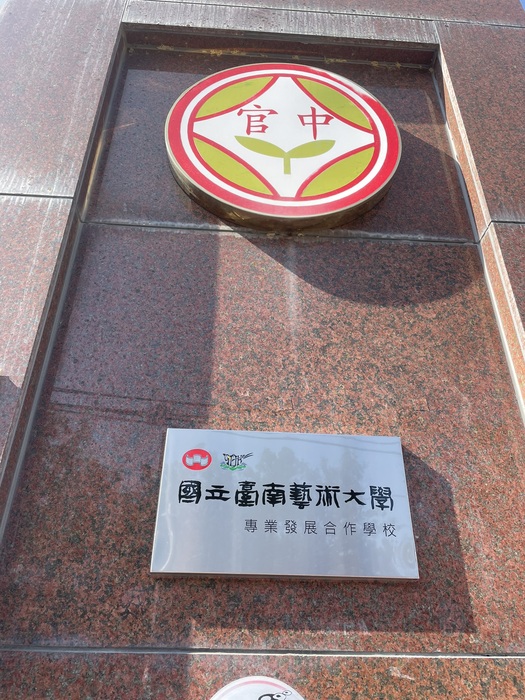 官中
國立臺南藝術大學
專業發展合作學校